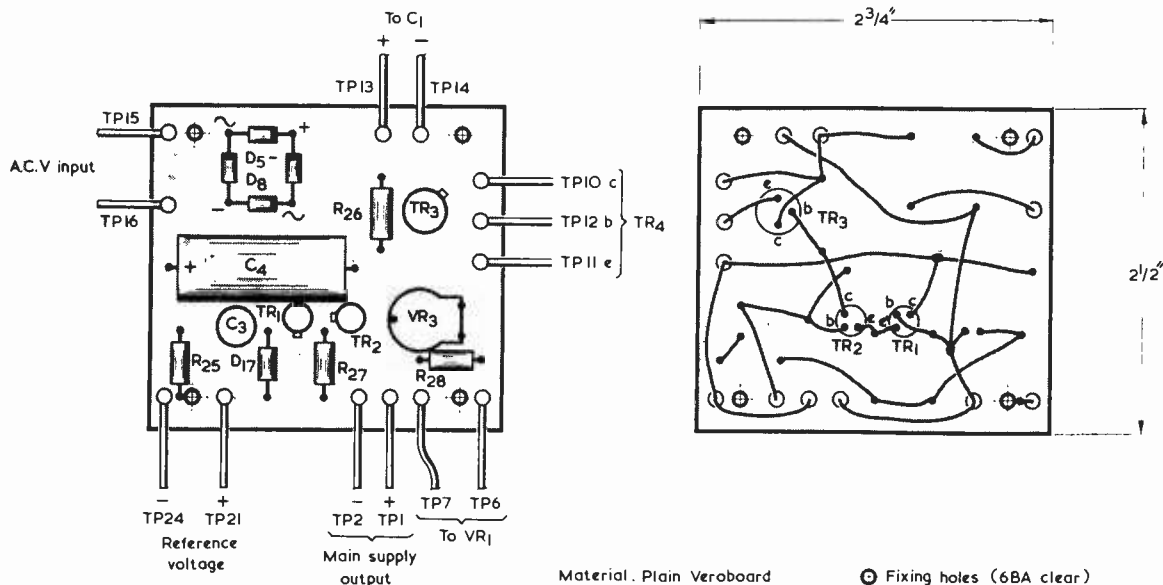 To C1
+ -
TP13 TP14
TP15
A.C.V input
TP16
~ +
D5-
D8
- ~
R26
TR3
TP10 c
TP12 b
TP11 e
TR4
+ C4
C3
TR1
TR2
VR3
R25
D17
R27
R28
- +
TP24 TP21
Reference
voltage
- +
TP2 TP1
Main supply
output
TP7 TP6
To VR1
2 3/4"
2 1/2"
e
b TR3
c
c
b e
TR2
b c
e
TR1
Material. Plain Veroboard
Fixing holes (6BA clear)